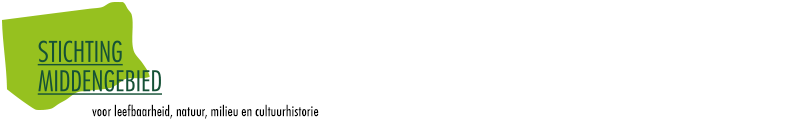 STICHTING
MIDDENGEBIED
voor leefbaarheid, natuur, milieu en cultuurhistorie